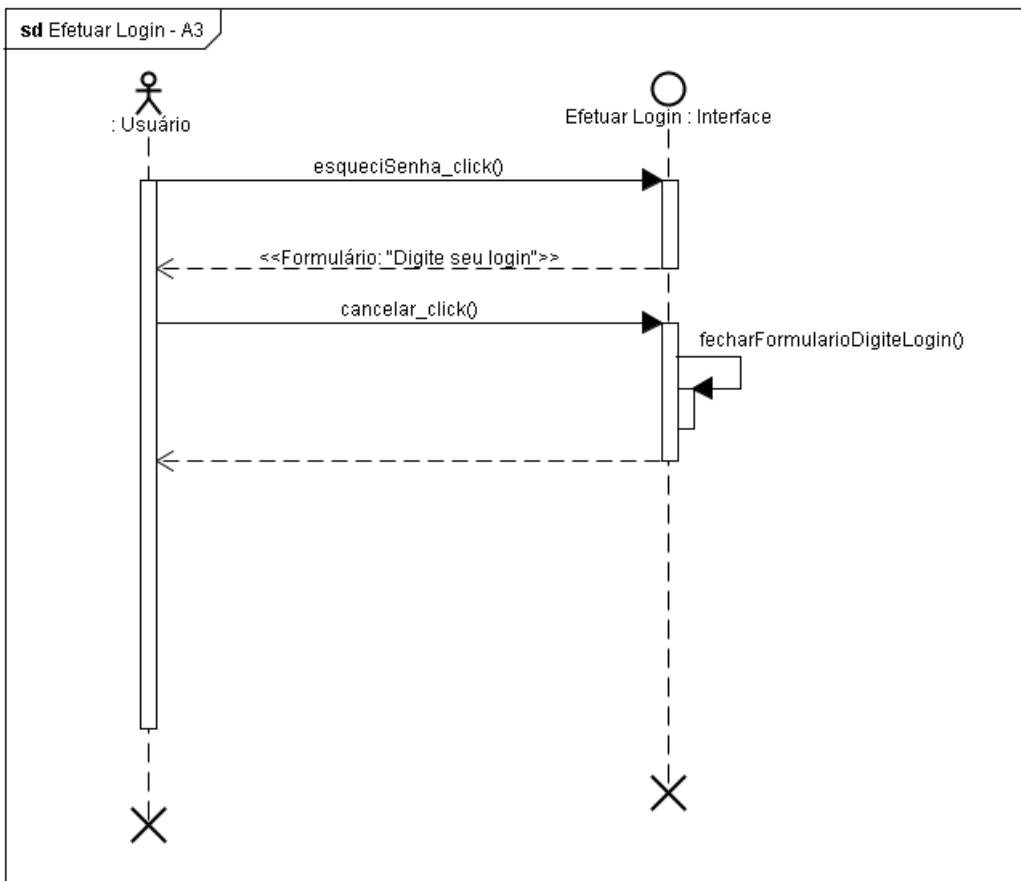 sd Efetuar Login - A3
: Usuário
Efetuar Login : Interface
esqueciSenha_click()
<<Formulário: "Digite seu login">>
cancelar_click()
fecharFormularioDigiteLogin()